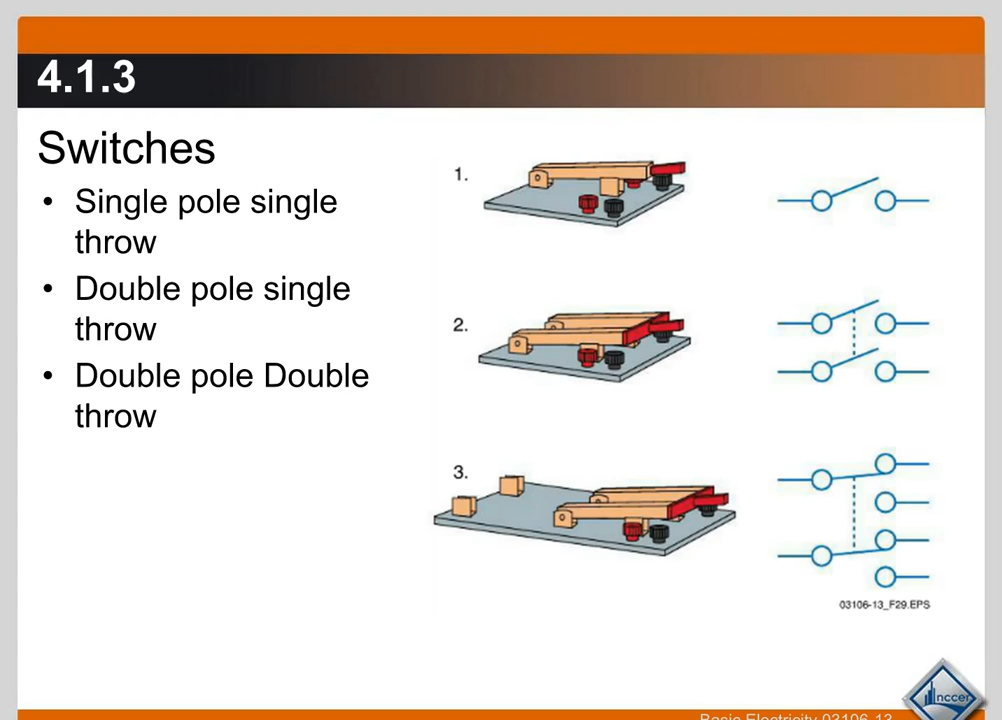 4.1.3
Switches
• Single pole single
throw
• Double pole single
throw
• Double pole Double
throw
1.
2.
3.
03106-13_F29.EPS
Basic Electricity 03106-13
nccer